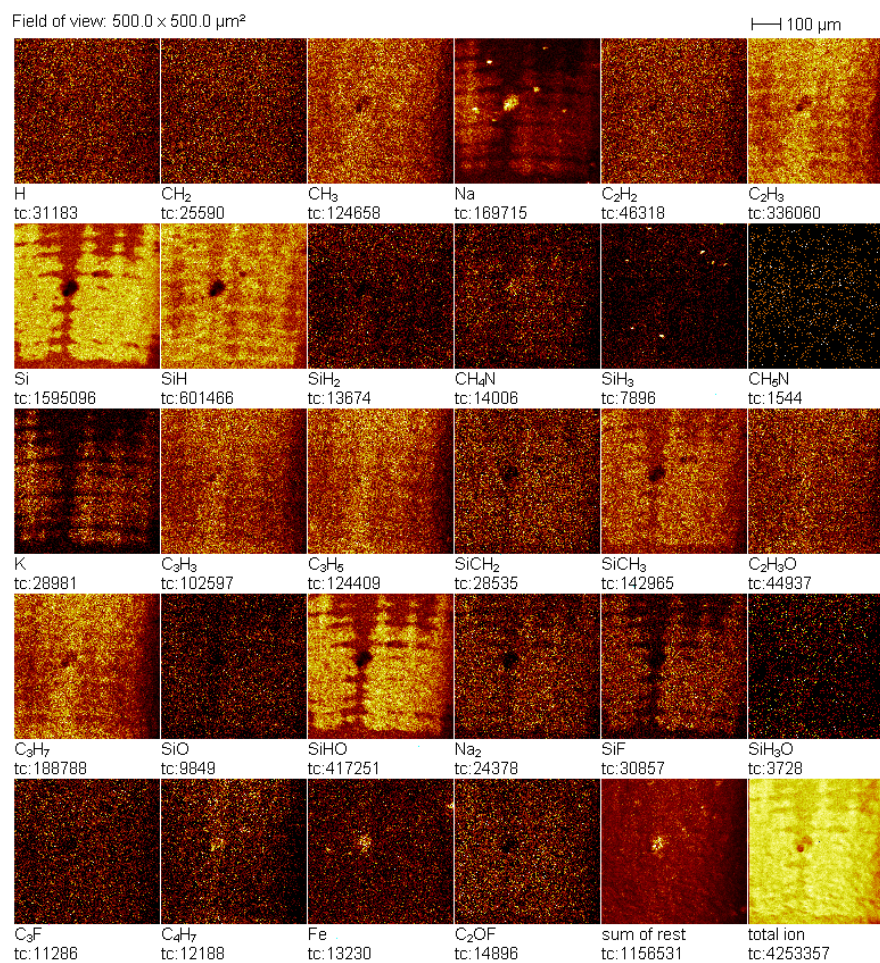 Field of view: 500.0 × 500.0 µm²
100 µm
H
tc:31183
CH₂
tc:25590
CH₃
tc:124658
Na
tc:169715
C₂H₂
tc:46318
C₂H₃
tc:336060
Si
tc:1595096
SiH
tc:601466
SiH₂
tc:13674
CH₄N
tc:14006
SiH₃
tc:7896
CH₅N
tc:1544
K
tc:28981
C₃H₃
tc:102597
C₃H₅
tc:124409
SiCH₂
tc:28535
SiCH₃
tc:142965
C₂H₃O
tc:44937
C₃H₇
tc:188788
SiO
tc:9849
SiHO
tc:417251
Na₂
tc:24378
SiF
tc:30857
SiH₃O
tc:3728
C₃F
tc:11286
C₄H₇
tc:12188
Fe
tc:13230
C₂OF
tc:14896
sum of rest
tc:1156531
total ion
tc:4253357